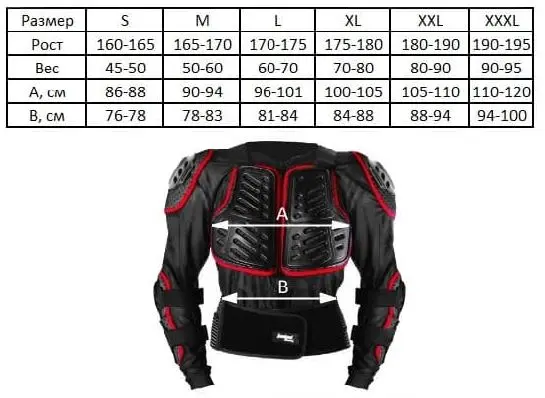 Размер S M L XL XXL XXXL
Рост 160-165 165-170 170-175 175-180 180-190 190-195
Вес 45-50 50-60 60-70 70-80 80-90 90-95
А, см 86-88 90-94 96-101 100-105 105-110 110-120
В, см 76-78 78-83 81-84 84-88 88-94 94-100
A
B